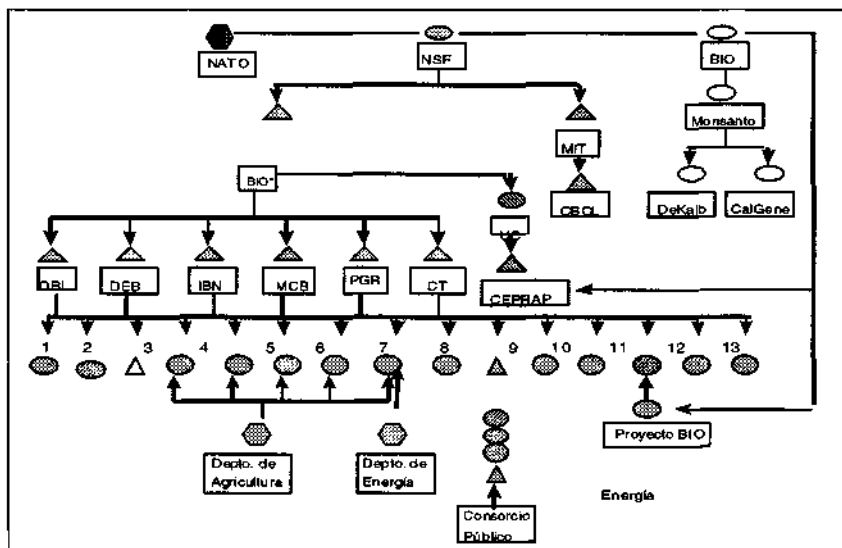 NATO
NSF
BIO
Monsanto
MIT
BIO*
CBCL
DeKalb
CalGene
DBI
DEB
IBN
MCB
PGR
CT
CEPRAP
1 2 3 4 5 6 7 8 9 10 11 12 13
Proyecto BIO
Depto. de
Agricultura
Depto. de
Energía
Energía
Consorcio
Público